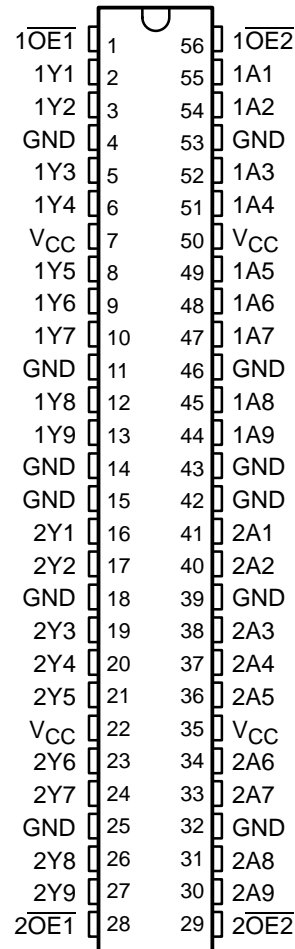 1OE1 1 56 1OE2
1Y1 2 55 1A1
1Y2 3 54 1A2
GND 4 53 GND
1Y3 5 52 1A3
1Y4 6 51 1A4
VCC 7 50 VCC
1Y5 8 49 1A5
1Y6 9 48 1A6
1Y7 10 47 1A7
GND 11 46 GND
1Y8 12 45 1A8
1Y9 13 44 1A9
GND 14 43 GND
GND 15 42 GND
2Y1 16 41 2A1
2Y2 17 40 2A2
GND 18 39 GND
2Y3 19 38 2A3
2Y4 20 37 2A4
2Y5 21 36 2A5
VCC 22 35 VCC
2Y6 23 34 2A6
2Y7 24 33 2A7
GND 25 32 GND
2Y8 26 31 2A8
2Y9 27 30 2A9
2OE1 28 29 2OE2